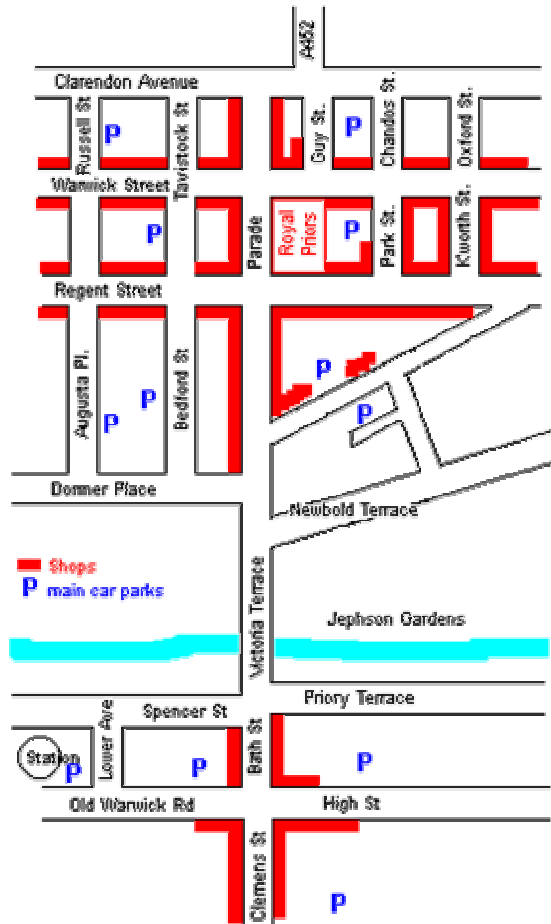 A452
Clarendon Avenue
Russell St
P
Tavistock St
Guy St.
P
Chandos St.
Oxford St.
Warwick Street
P
Parade
Royal
Priors
P
Park St.
K'worth St.
Regent Street
Augusta Pl.
P
P
Bedford St
P
P
Dormer Place
Newbold Terrace
Shops
P main car parks
Victoria Terrace
Jephson Gardens
Priory Terrace
Spencer St
Lower Ave
Station
P
P
Bath St
P
Old Warwick Rd
High St
Clemens St
P